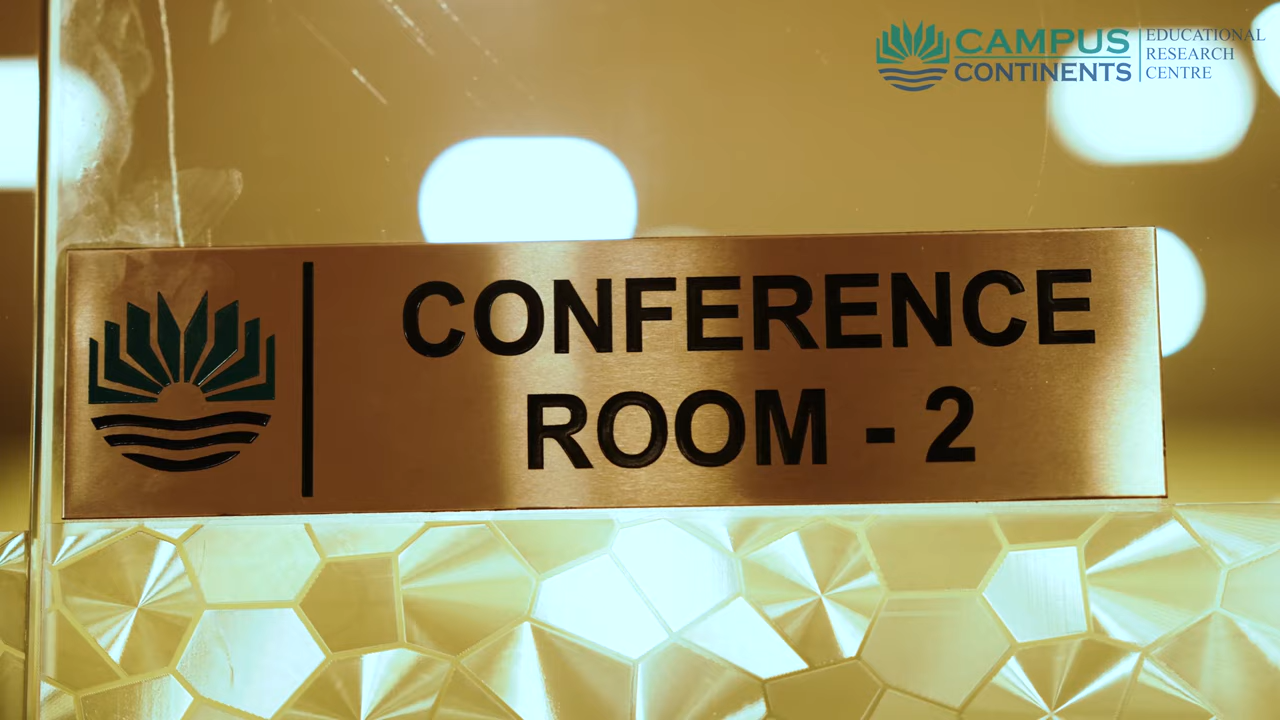 CAMPUS
CONTINENTS
EDUCATIONAL
RESEARCH
CENTRE
CONFERENCE
ROOM - 2